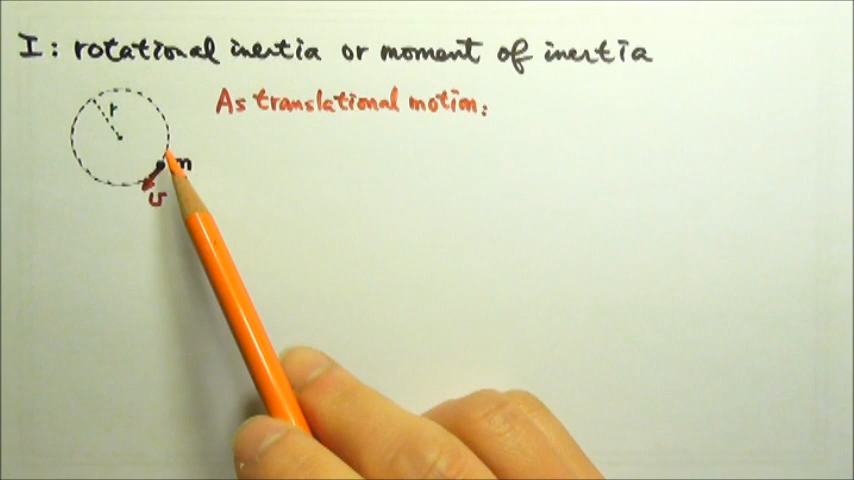 I: rotational inertia or moment of inertia
r
As translational motion:
m
v